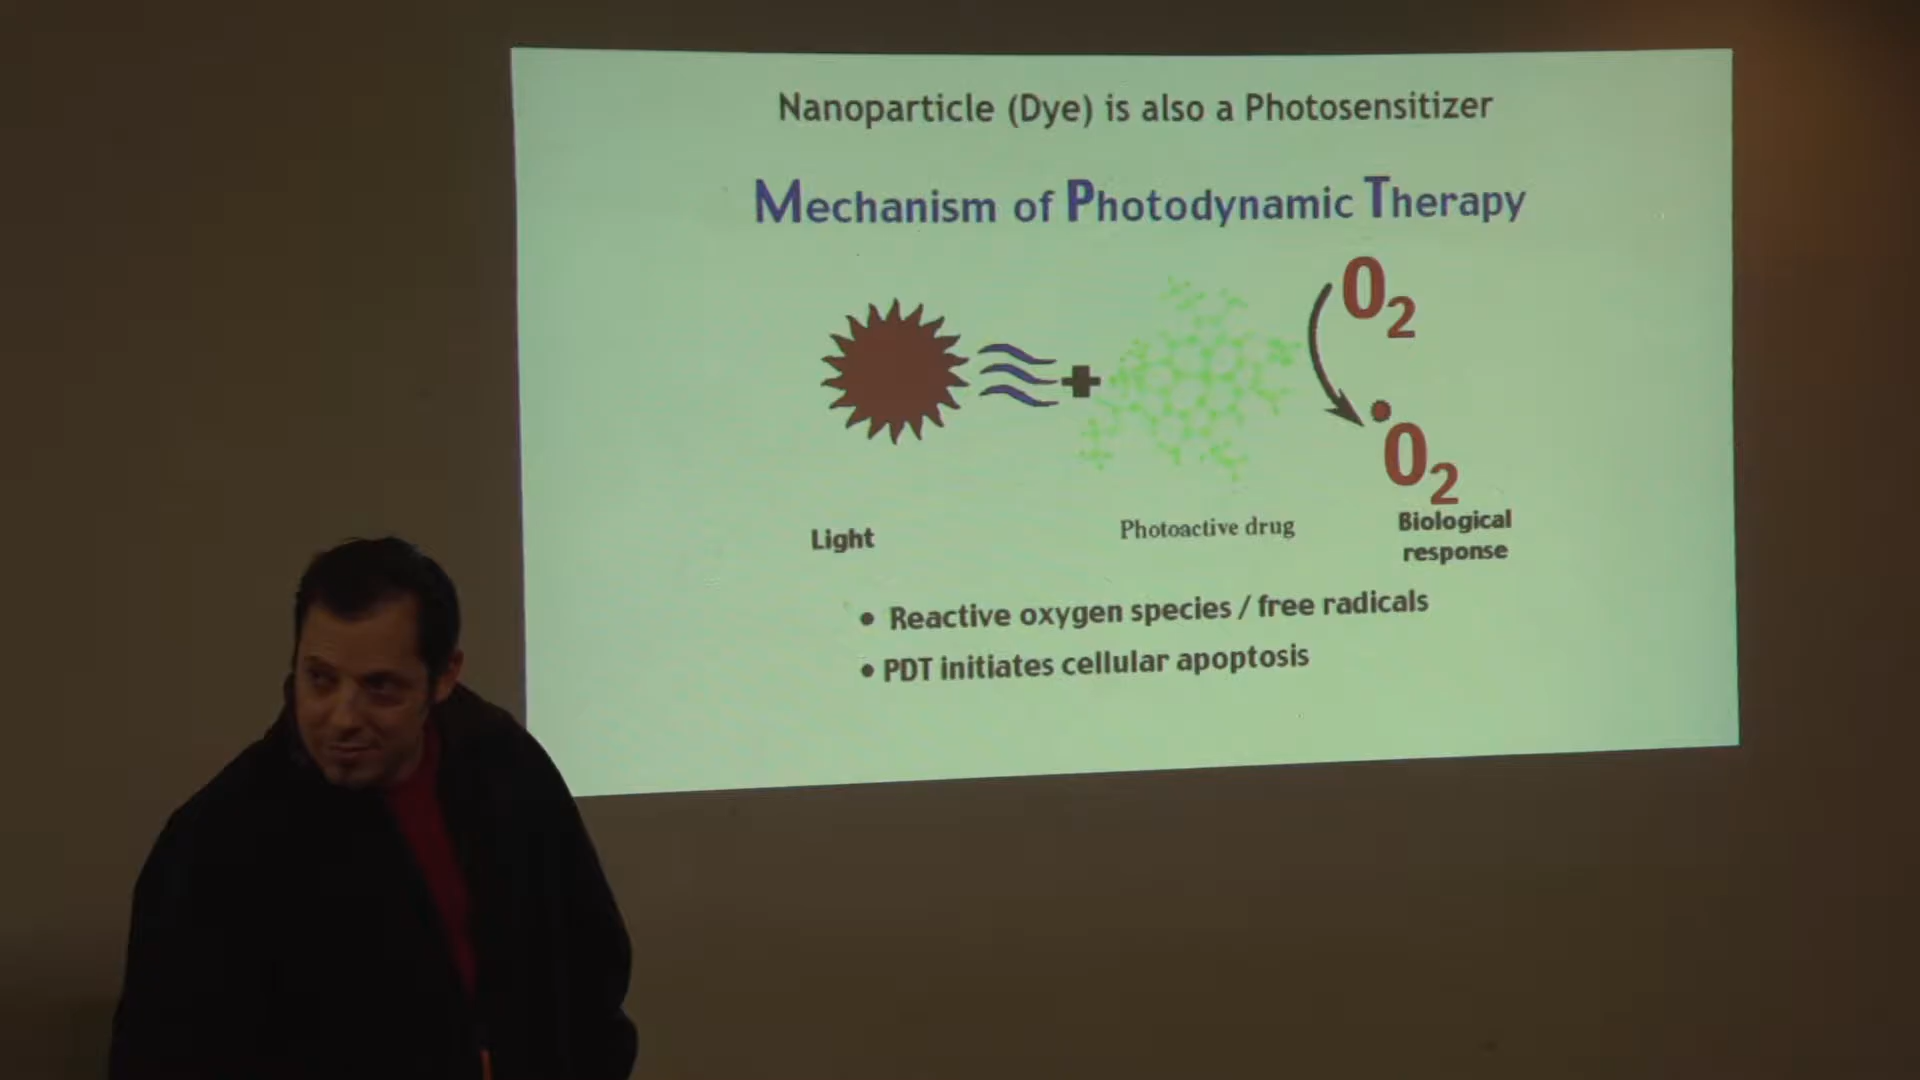 Nanoparticle (Dye) is also a Photosensitizer
Mechanism of Photodynamic Therapy
O2
+
•O2
Light
Photoactive drug
Biological
response
• Reactive oxygen species / free radicals
• PDT initiates cellular apoptosis